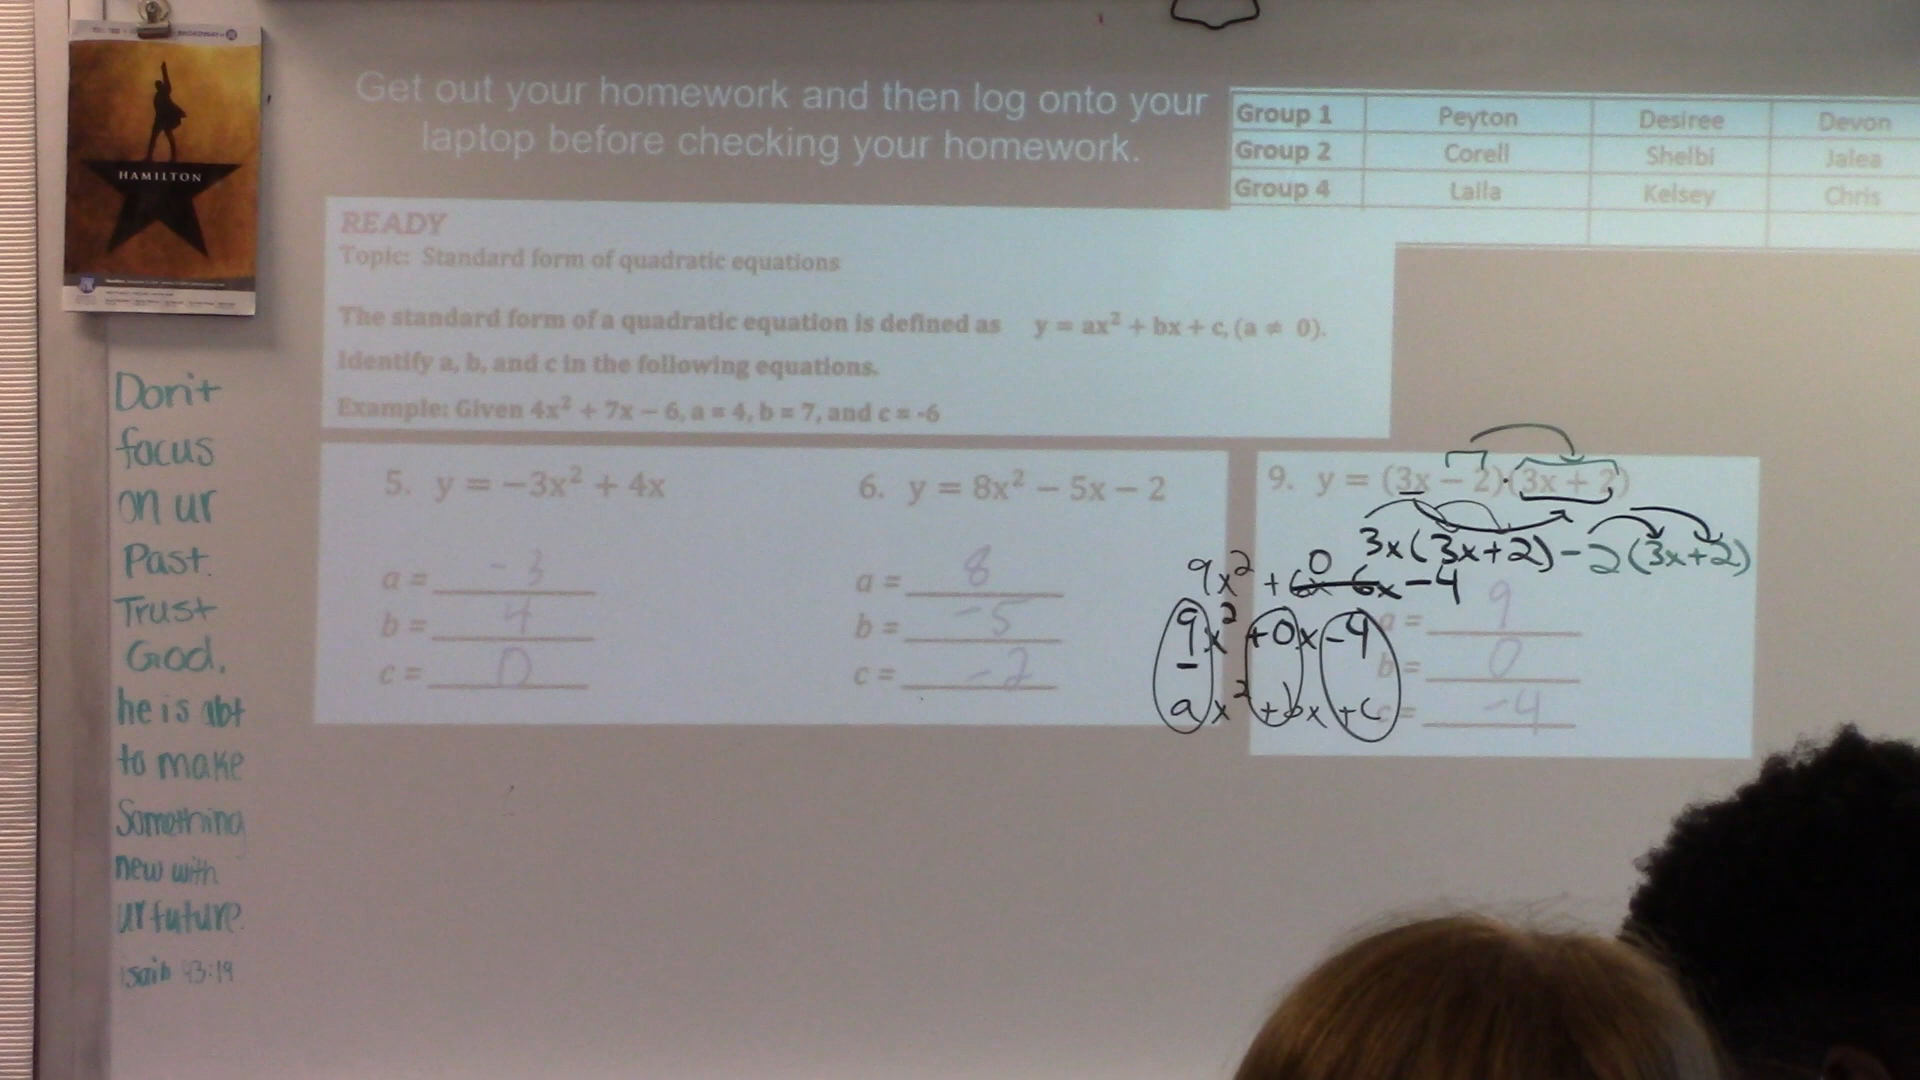 HAMILTON
Get out your homework and then log onto your
laptop before checking your homework.
Group 1 Peyton Desiree Devon
Group 2 Corell Shelbi Jalea
Group 4 Laila Kelsey Chris
READY
Topic: Standard form of quadratic equations
The standard form of a quadratic equation is defined as y = ax² + bx + c, (a ≠ 0).
Identify a, b, and c in the following equations.
Example: Given 4x² + 7x − 6, a = 4, b = 7, and c = -6
5. y = −3x² + 4x
a = -3
b = 4
c = 0
6. y = 8x² − 5x − 2
a = 8
b = -5
c = -2
9. y = (3x − 2)·(3x + 2)
3x(3x+2)-2(3x+2)
0
9x² +6x-6x-4
9x²+0x-4
ax²+bx+c
a = 9
b = 0
c = -4
Don't
focus
on ur
Past.
Trust
God.
he is abt
to make
Something
new with
ur future.
Isaih 43:19